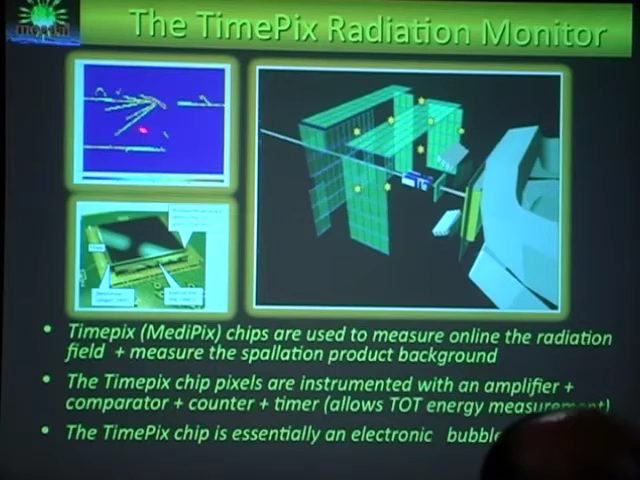 The TimePix Radiation Monitor
• Timepix (MediPix) chips are used to measure online the radiation
field + measure the spallation product background
• The Timepix chip pixels are instrumented with an amplifier +
comparator + counter + timer (allows TOT energy measurement)
• The TimePix chip is essentially an electronic bubble